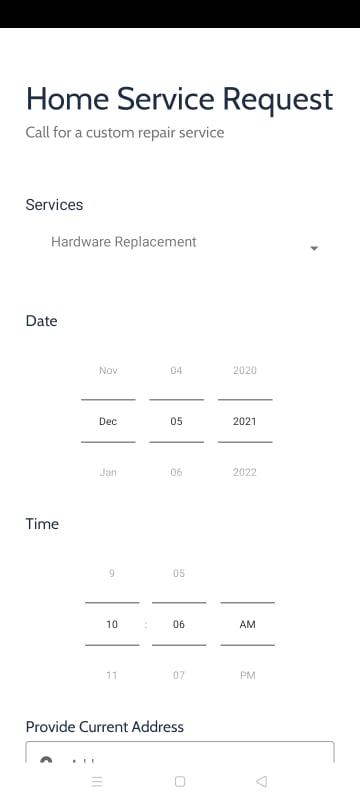 Home Service Request
Call for a custom repair service
Services
Hardware Replacement
Date
Nov 04 2020
Dec 05 2021
Jan 06 2022
Time
9 05
10 : 06 AM
11 07 PM
Provide Current Address